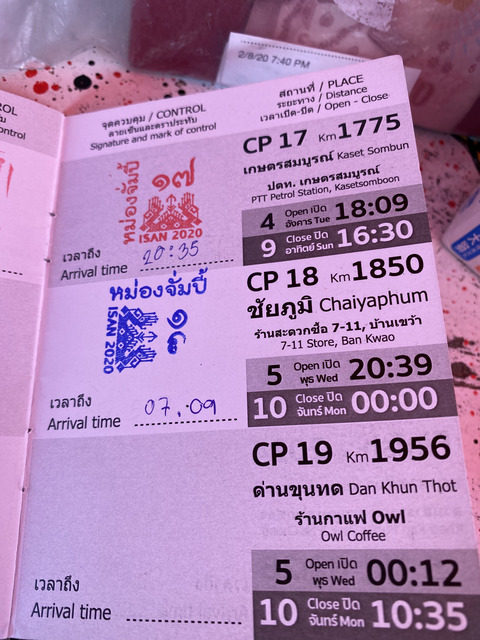 2/8/20 7:40 PM
จุดควบคุม / CONTROL
ลายเซ็นและตราประทับ
Signature and mark of control
สถานที่ / PLACE
ระยะทาง / Distance
เวลาเปิด-ปิด / Open - Close
หม่องจั่มปี้
๑๗
ISAN 2020
เวลาถึง
Arrival time 20:35
CP 17 Km 1775
เกษตรสมบูรณ์ Kaset Sombun
ปตท. เกษตรสมบูรณ์
PTT Petrol Station, Kasetsomboon
4 Open เปิด อังคาร Tue 18:09
9 Close ปิด อาทิตย์ Sun 16:30
หม่องจั่มปี้
ISAN 2020
เวลาถึง
Arrival time 07.09
CP 18 Km 1850
ชัยภูมิ Chaiyaphum
ร้านสะดวกซื้อ 7-11, บ้านเขว้า
7-11 Store, Ban Kwao
5 Open เปิด พุธ Wed 20:39
10 Close ปิด จันทร์ Mon 00:00
เวลาถึง
Arrival time
CP 19 Km 1956
ด่านขุนทด Dan Khun Thot
ร้านกาแฟ Owl
Owl Coffee
5 Open เปิด พุธ Wed 00:12
10 Close ปิด จันทร์ Mon 10:35